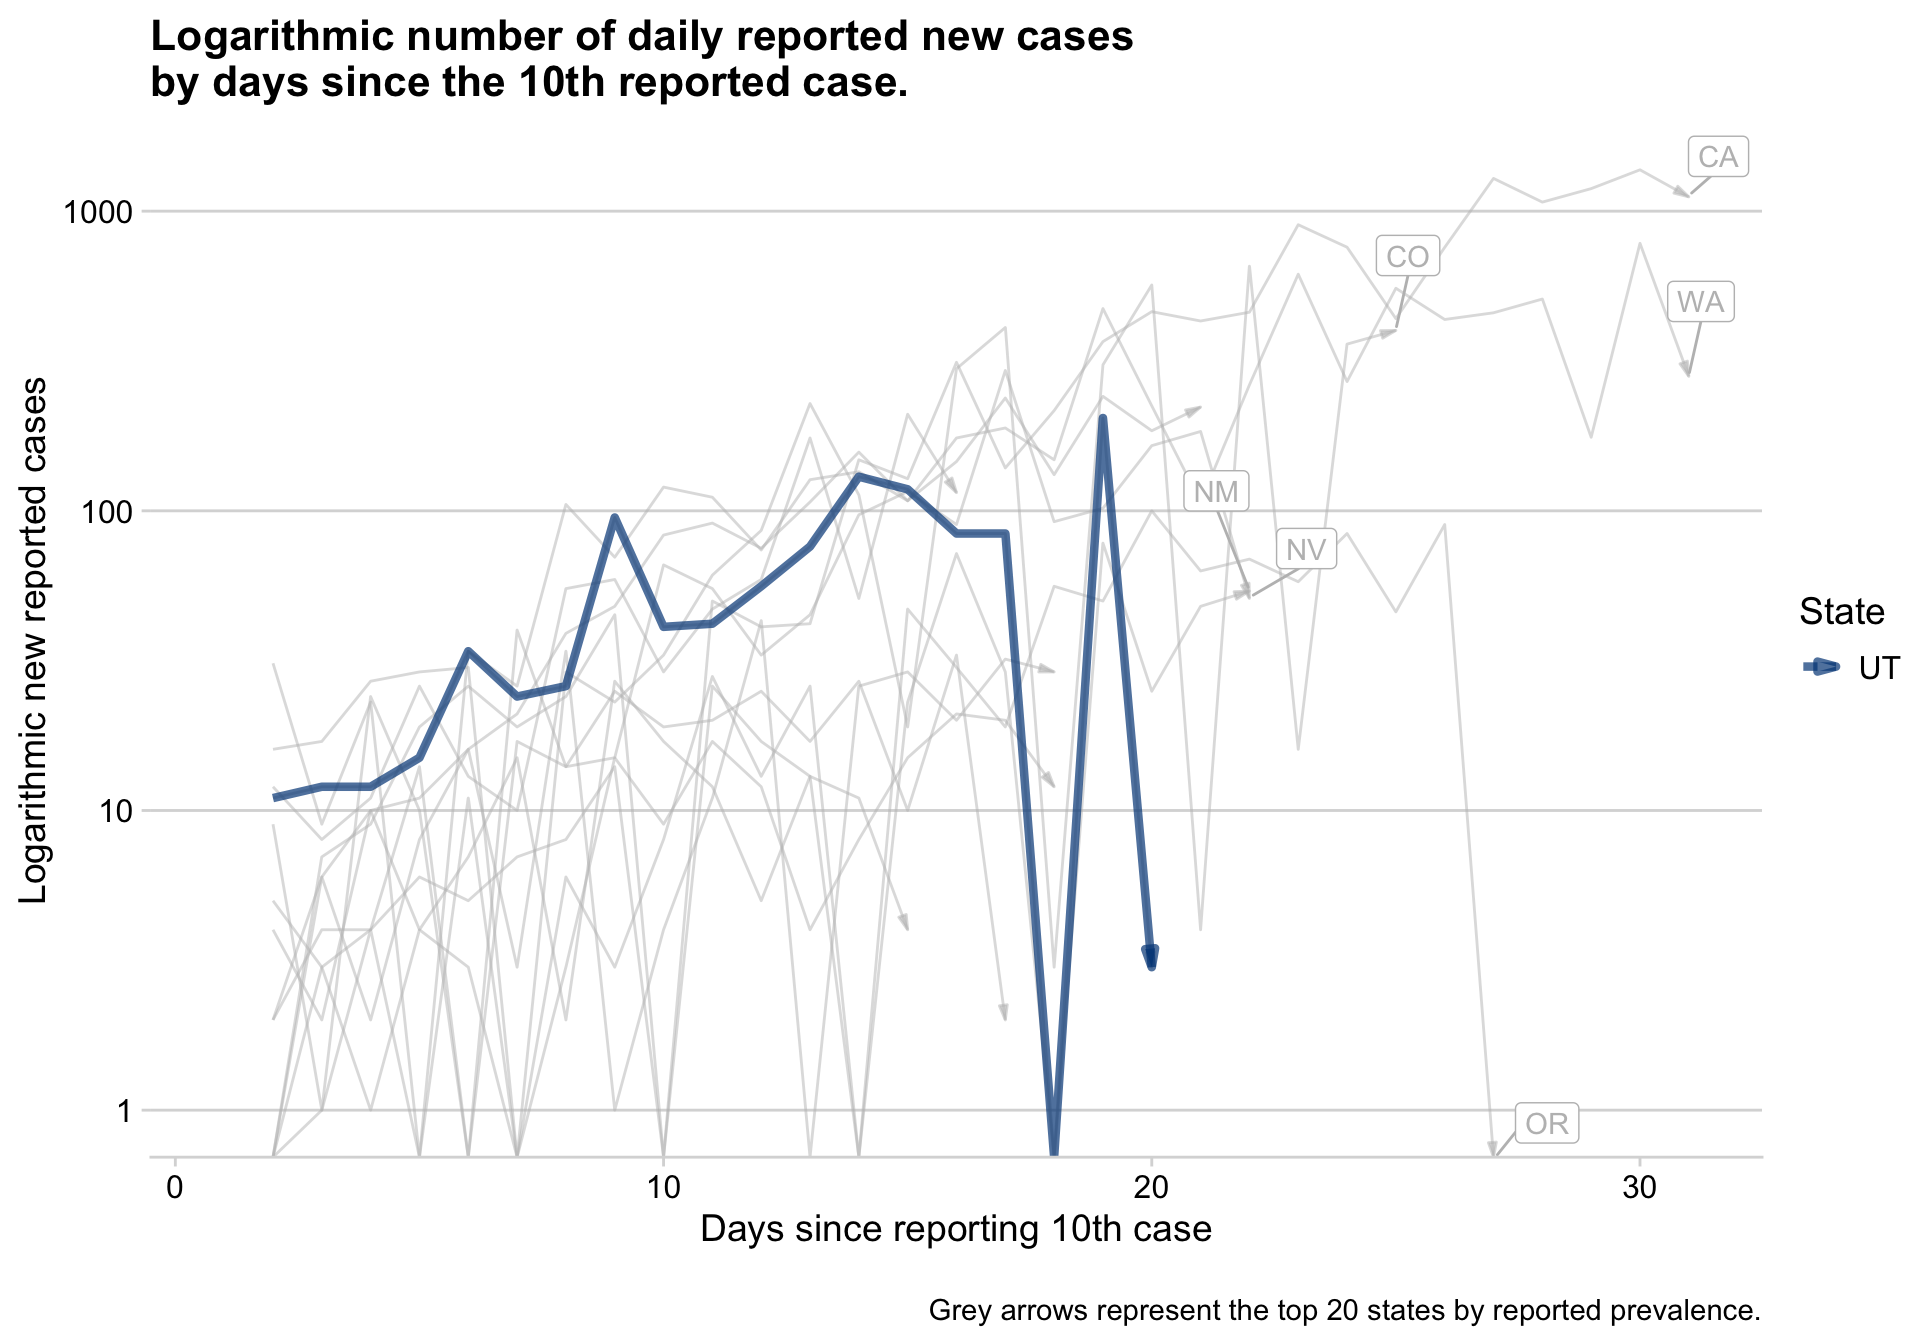 Logarithmic number of daily reported new cases
by days since the 10th reported case.
Logarithmic new reported cases
1000
100
10
1
CA
CO
WA
NM
NV
OR
State
UT
0
10
20
30
Days since reporting 10th case
Grey arrows represent the top 20 states by reported prevalence.